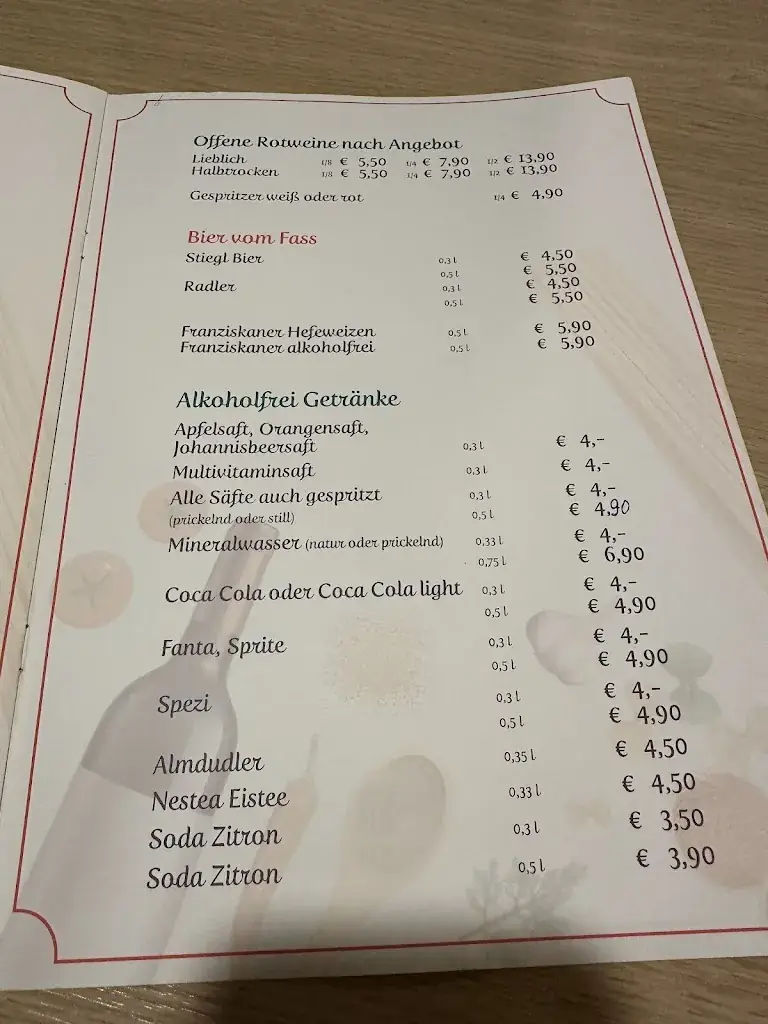 Offene Rotweine nach Angebot
Lieblich 1/8 € 5,50 1/4 € 7,90 1/2 € 13,90
Halbtrocken 1/8 € 5,50 1/4 € 7,90 1/2 € 13,90
Gespritzer weiß oder rot 1/4 € 4,90
Bier vom Fass
Stiegl Bier 0,3 l € 4,50
0,5 l € 5,50
Radler 0,3 l € 4,50
0,5 l € 5,50
Franziskaner Hefeweizen 0,5 l € 5,90
Franziskaner alkoholfrei 0,5 l € 5,90
Alkoholfrei Getränke
Apfelsaft, Orangensaft,
Johannisbeersaft 0,3 l € 4,-
Multivitaminsaft 0,3 l € 4,-
Alle Säfte auch gespritzt 0,3 l € 4,-
(prickelnd oder still) 0,5 l € 4,90
Mineralwasser (natur oder prickelnd) 0,33 l € 4,-
0,75 l € 6,90
Coca Cola oder Coca Cola light 0,3 l € 4,-
0,5 l € 4,90
Fanta, Sprite 0,3 l € 4,-
0,5 l € 4,90
Spezi 0,3 l € 4,-
0,5 l € 4,90
Almdudler 0,35 l € 4,50
Nestea Eistee 0,33 l € 4,50
Soda Zitron 0,3 l € 3,50
Soda Zitron 0,5 l € 3,90